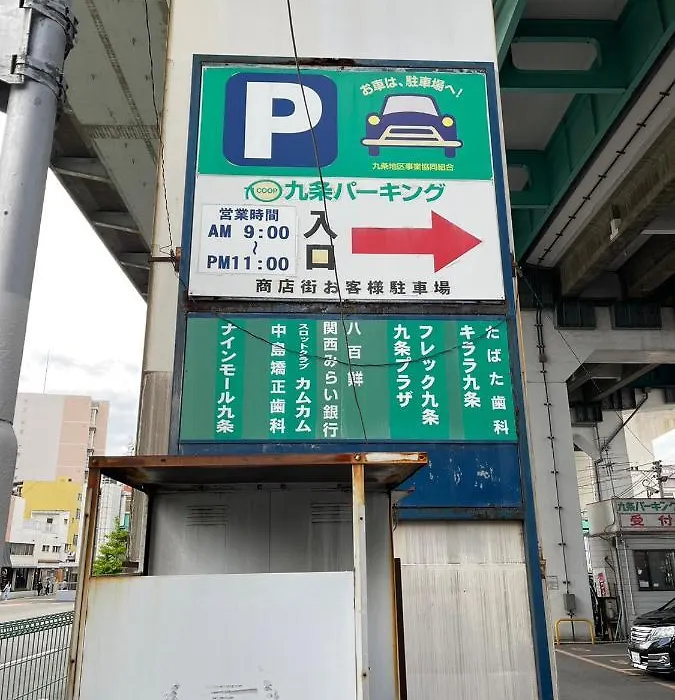 P
お車は、駐車場へ!
九条地区事業協同組合
COOP 九条パーキング
営業時間
AM 9:00
〜
PM11:00
入口
商店街お客様駐車場
たばた歯科
キララ九条
フレック九条
九条プラザ
八百鮮
関西みらい銀行
スロットクラブ カムカム
中島矯正歯科
ナインモール九条
九条パーキング
受付